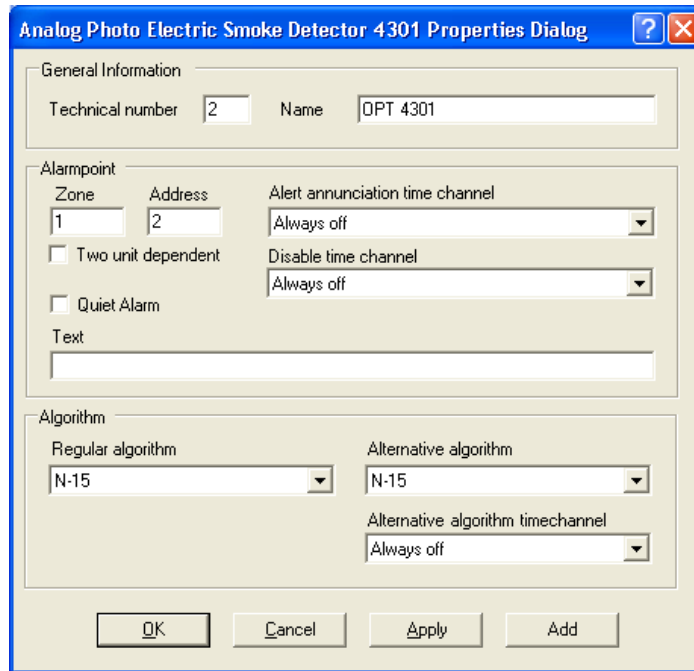 Analog Photo Electric Smoke Detector 4301 Properties Dialog
General Information
Technical number 2 Name OPT 4301
Alarmpoint
Zone Address Alert annunciation time channel
1 2 Always off
Two unit dependent Disable time channel
Always off
Quiet Alarm
Text
Algorithm
Regular algorithm Alternative algorithm
N-15 N-15
Alternative algorithm timechannel
Always off
OK Cancel Apply Add